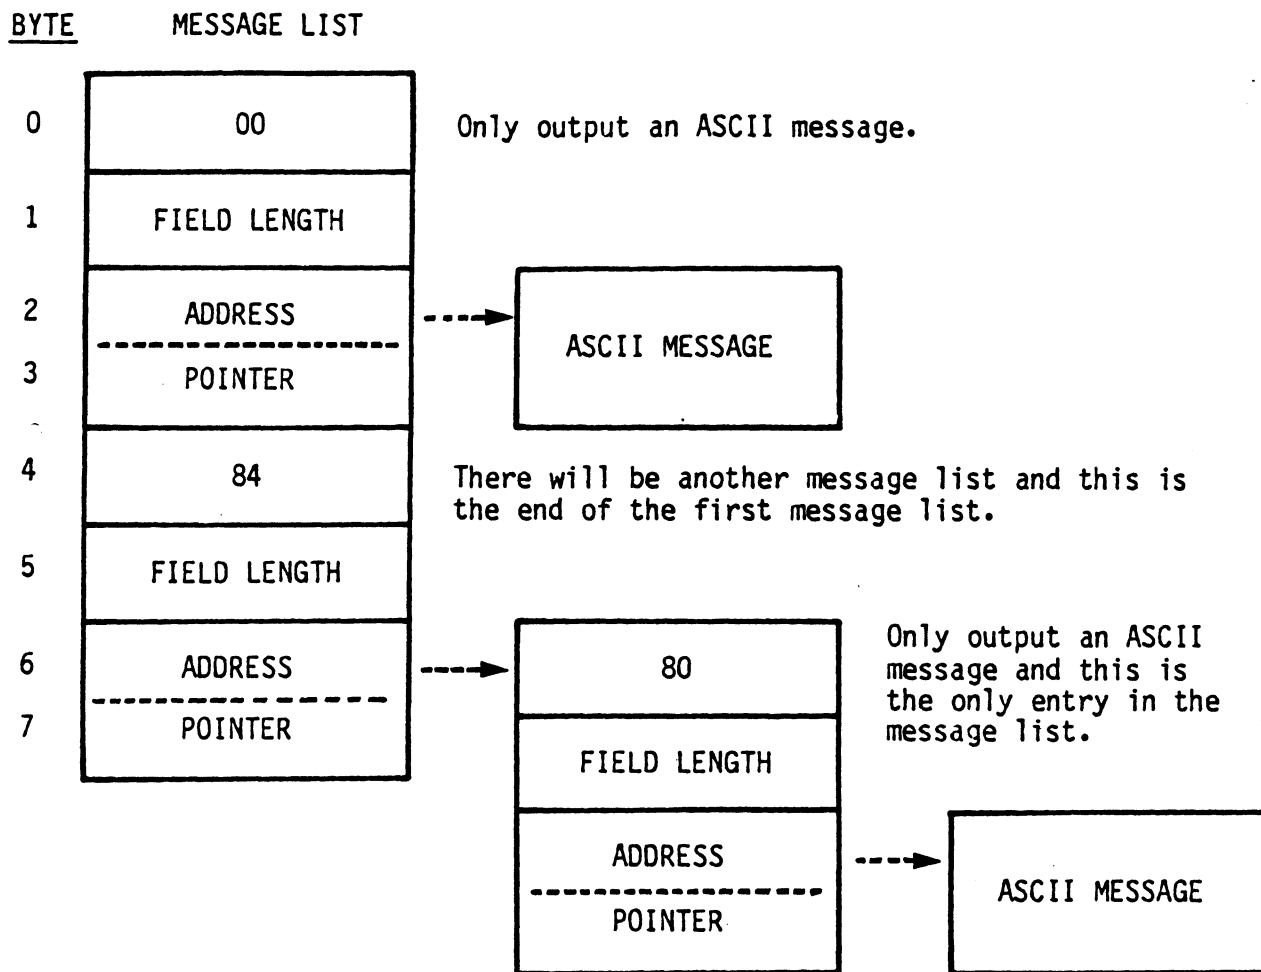 BYTE MESSAGE LIST
0 00 Only output an ASCII message.
1 FIELD LENGTH
2 ADDRESS
ASCII MESSAGE
3 POINTER
4 84 There will be another message list and this is
the end of the first message list.
5 FIELD LENGTH
Only output an ASCII
6 ADDRESS 80 message and this is
the only entry in the
7 POINTER message list.
FIELD LENGTH
ADDRESS
ASCII MESSAGE
POINTER